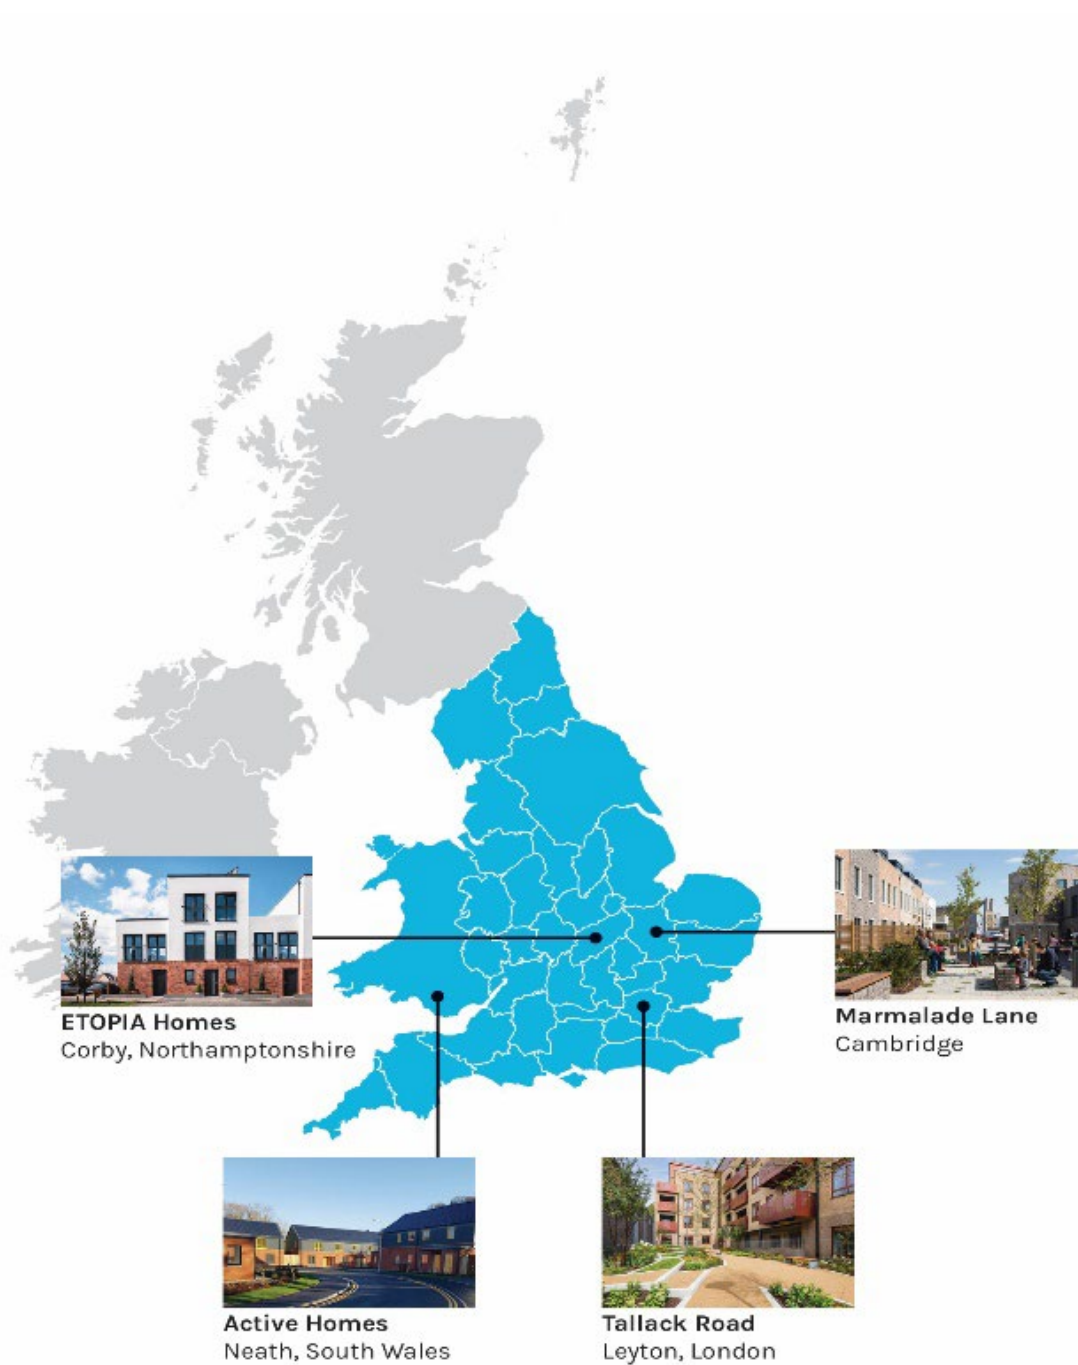 ETOPIA Homes
Corby, Northamptonshire
Marmalade Lane
Cambridge
Active Homes
Neath, South Wales
Tallack Road
Leyton, London